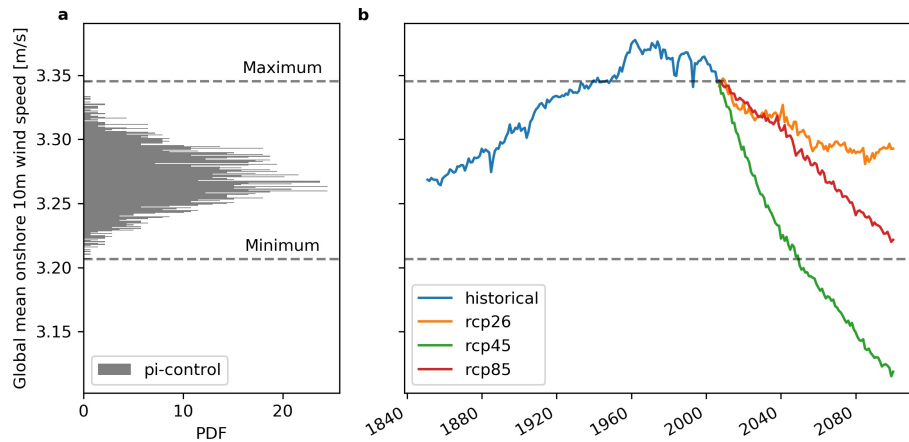 a
b
Global mean onshore 10m wind speed [m/s]
3.35
3.30
3.25
3.20
3.15
Maximum
Minimum
pi-control
0
10
20
PDF
historical
rcp26
rcp45
rcp85
1840
1880
1920
1960
2000
2040
2080